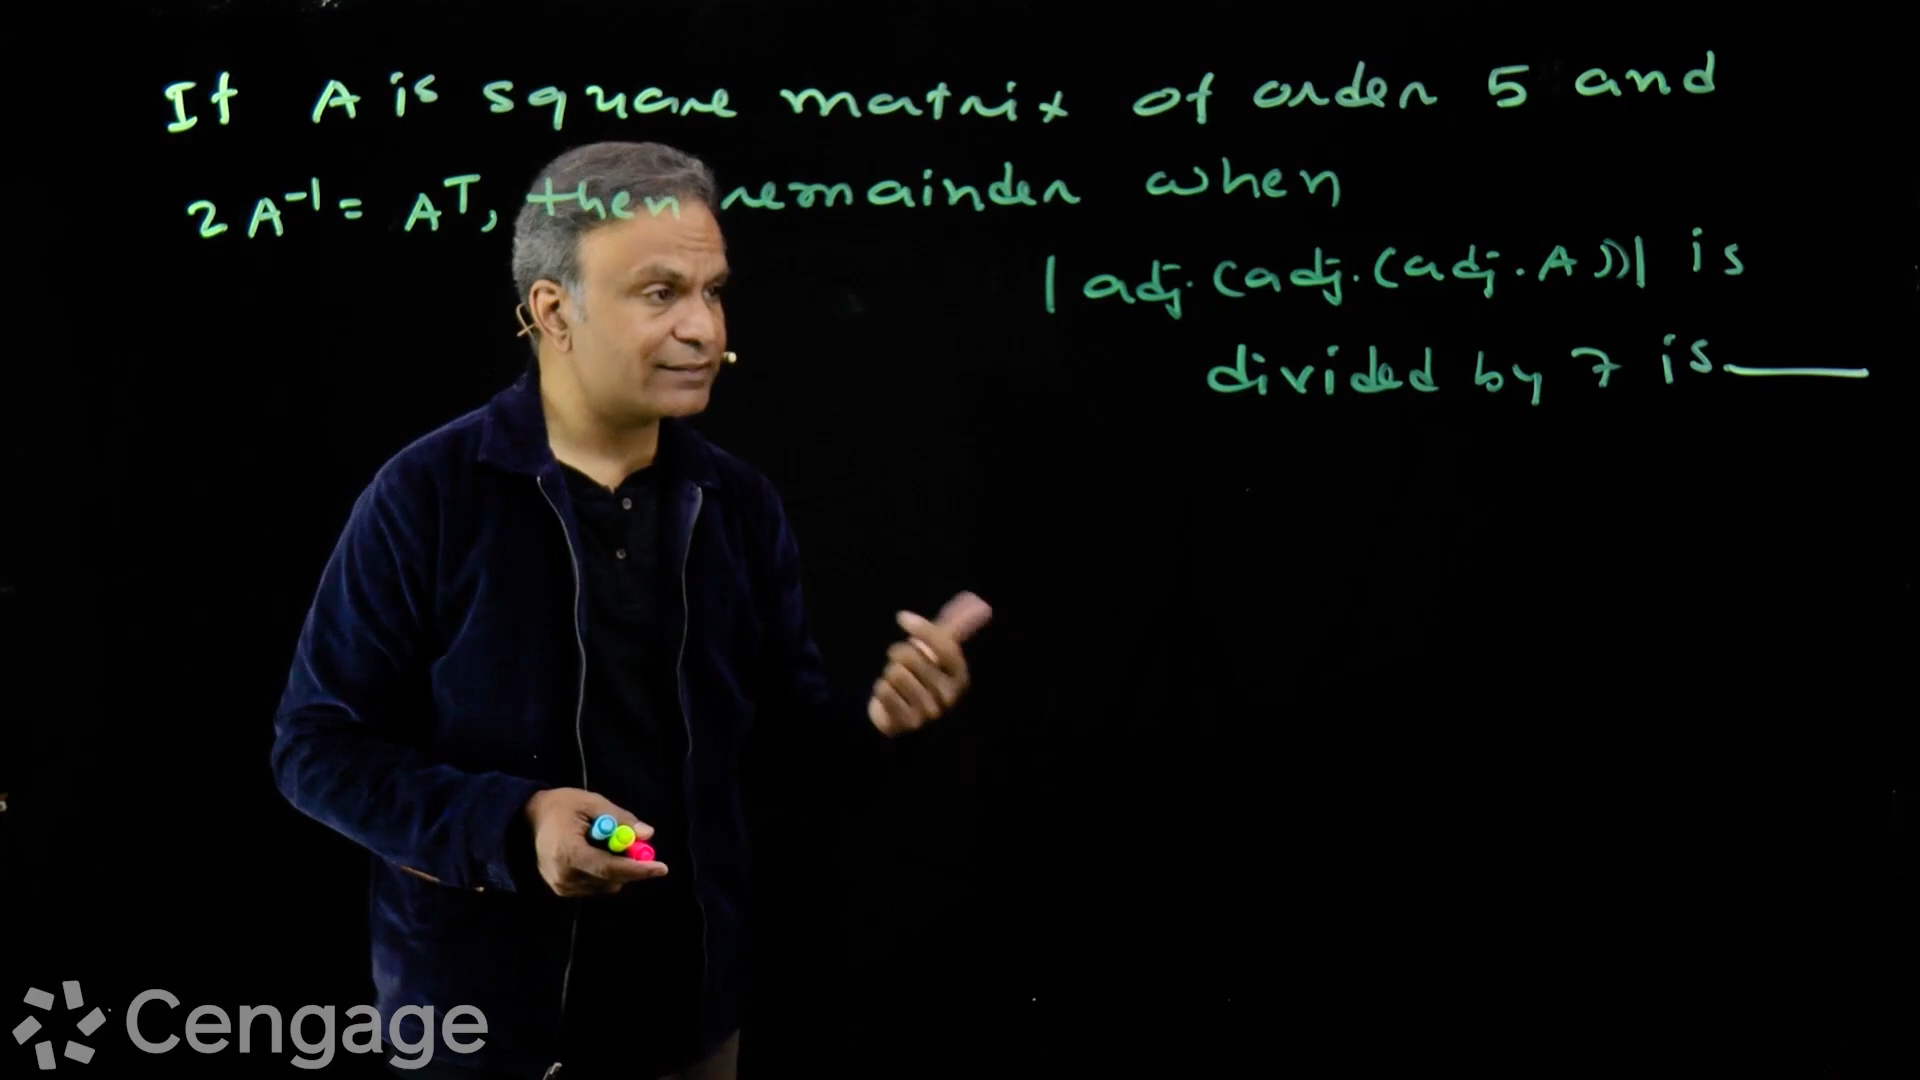 If A is square matrix of order 5 and
2A⁻¹ = Aᵀ, then remainder when
|adj.(adj.(adj.A))| is
divided by 7 is ____
Cengage